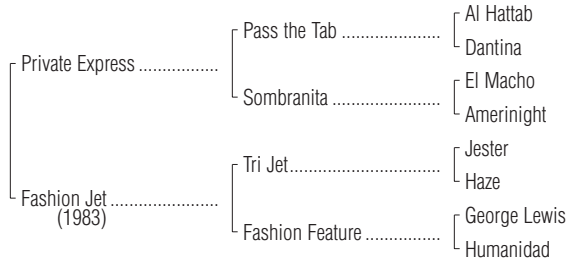 Al Hattab
Pass the Tab ....................
Dantina
Private Express ................
El Macho
Sombranita ......................
Amerinight
Jester
Tri Jet...............................
Haze
Fashion Jet ......................
(1983)
George Lewis
Fashion Feature ...............
Humanidad